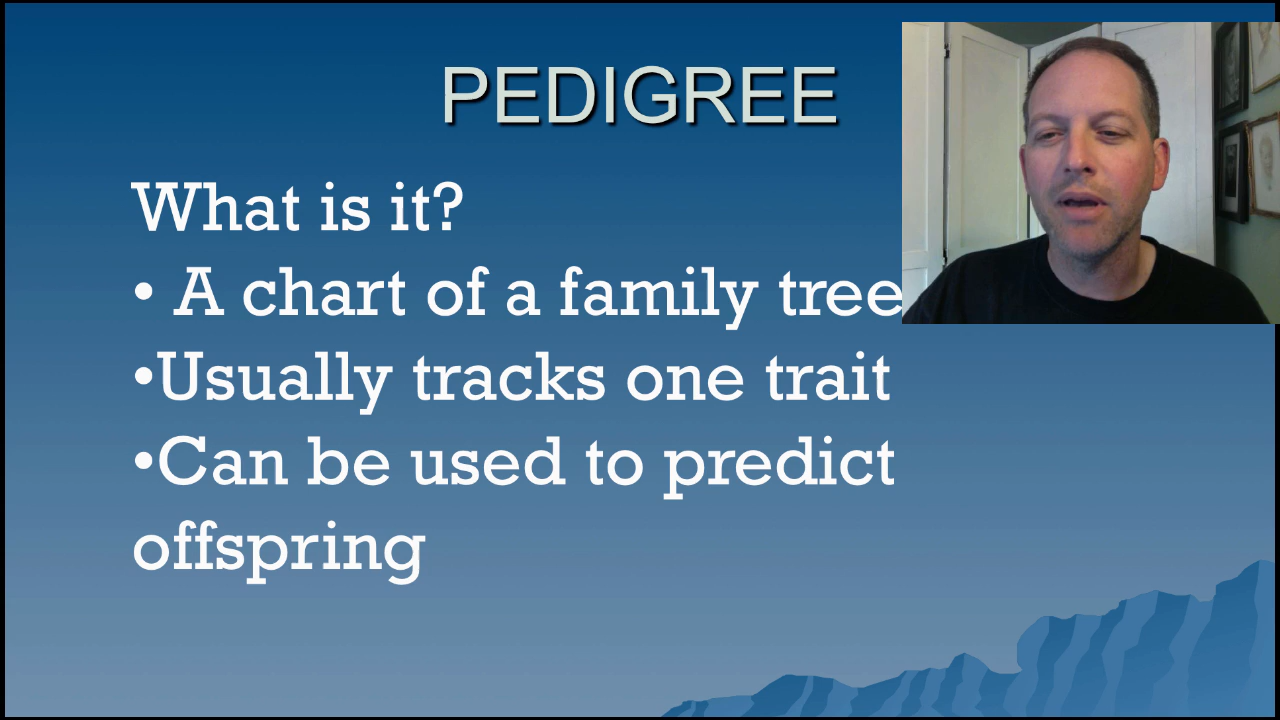 PEDIGREE
What is it?
• A chart of a family tree
•Usually tracks one trait
•Can be used to predict
offspring